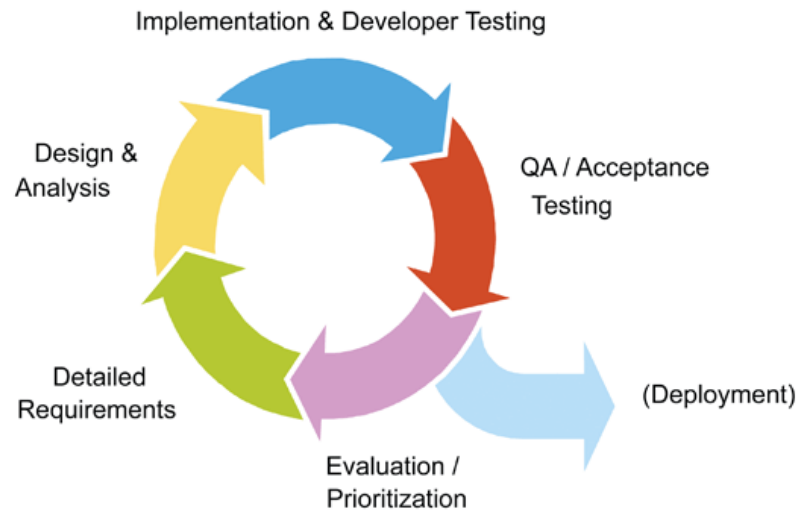 Implementation & Developer Testing
Design &
Analysis
QA / Acceptance
Testing
Detailed
Requirements
(Deployment)
Evaluation /
Prioritization